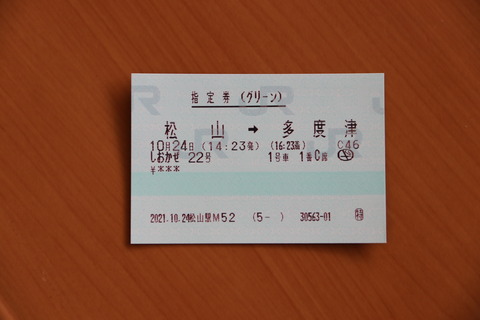 指定券 (グリーン)
松山 → 多度津
10月24日 (14:23発) (16:23着) C46
しおかぜ 22号 1号車 1番C席
¥***
2021.10.24松山駅M52 (5- ) 30563-01